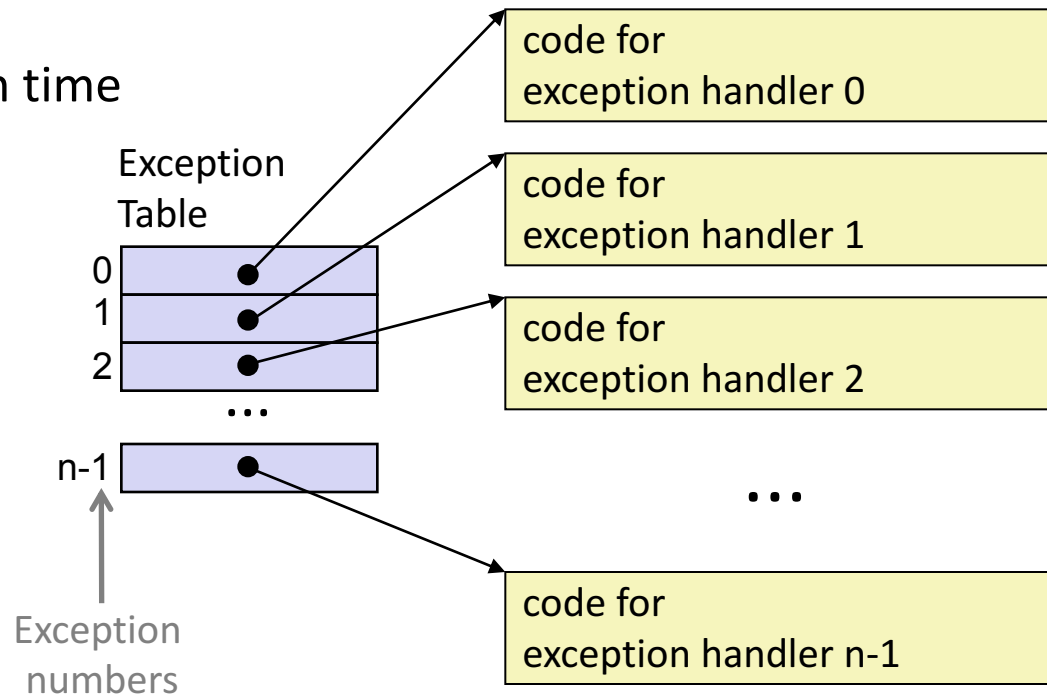 time
Exception
Table
0
1
2
...
n-1
Exception
numbers
code for
exception handler 0
code for
exception handler 1
code for
exception handler 2
...
code for
exception handler n-1